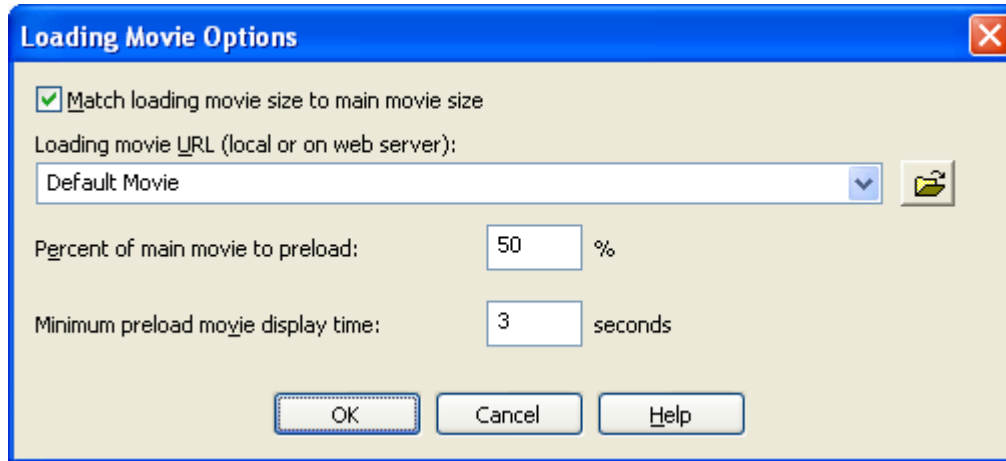 Loading Movie Options
Match loading movie size to main movie size
Loading movie URL (local or on web server):
Default Movie
Percent of main movie to preload: 50 %
Minimum preload movie display time: 3 seconds
OK Cancel Help